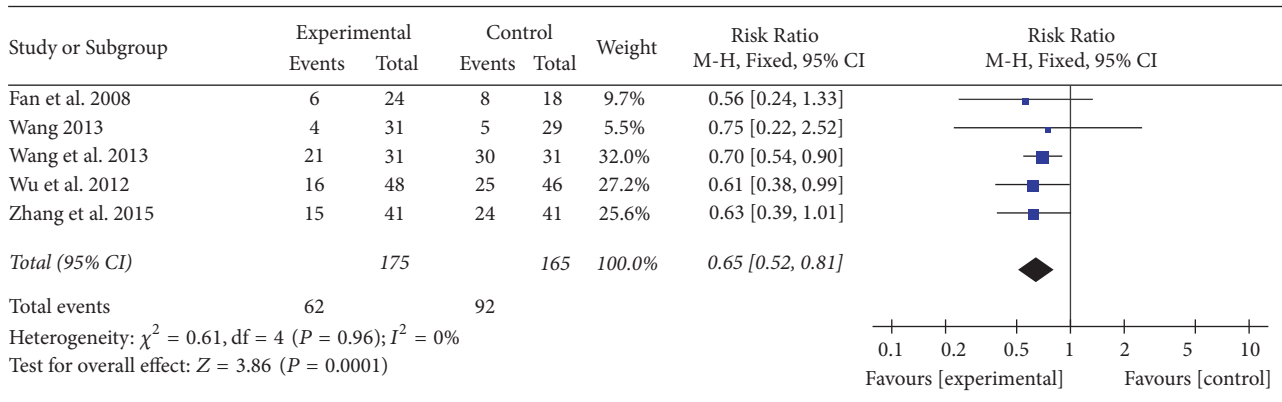 Study or Subgroup Experimental Control Weight Risk Ratio Risk Ratio
Events Total Events Total M-H, Fixed, 95% CI M-H, Fixed, 95% CI
Fan et al. 2008 6 24 8 18 9.7% 0.56 [0.24, 1.33]
Wang 2013 4 31 5 29 5.5% 0.75 [0.22, 2.52]
Wang et al. 2013 21 31 30 31 32.0% 0.70 [0.54, 0.90]
Wu et al. 2012 16 48 25 46 27.2% 0.61 [0.38, 0.99]
Zhang et al. 2015 15 41 24 41 25.6% 0.63 [0.39, 1.01]
Total (95% CI) 175 165 100.0% 0.65 [0.52, 0.81]
Total events 62 92
Heterogeneity: χ² = 0.61, df = 4 (P = 0.96); I² = 0%
Test for overall effect: Z = 3.86 (P = 0.0001)
0.1 0.2 0.5 1 2 5 10
Favours [experimental] Favours [control]